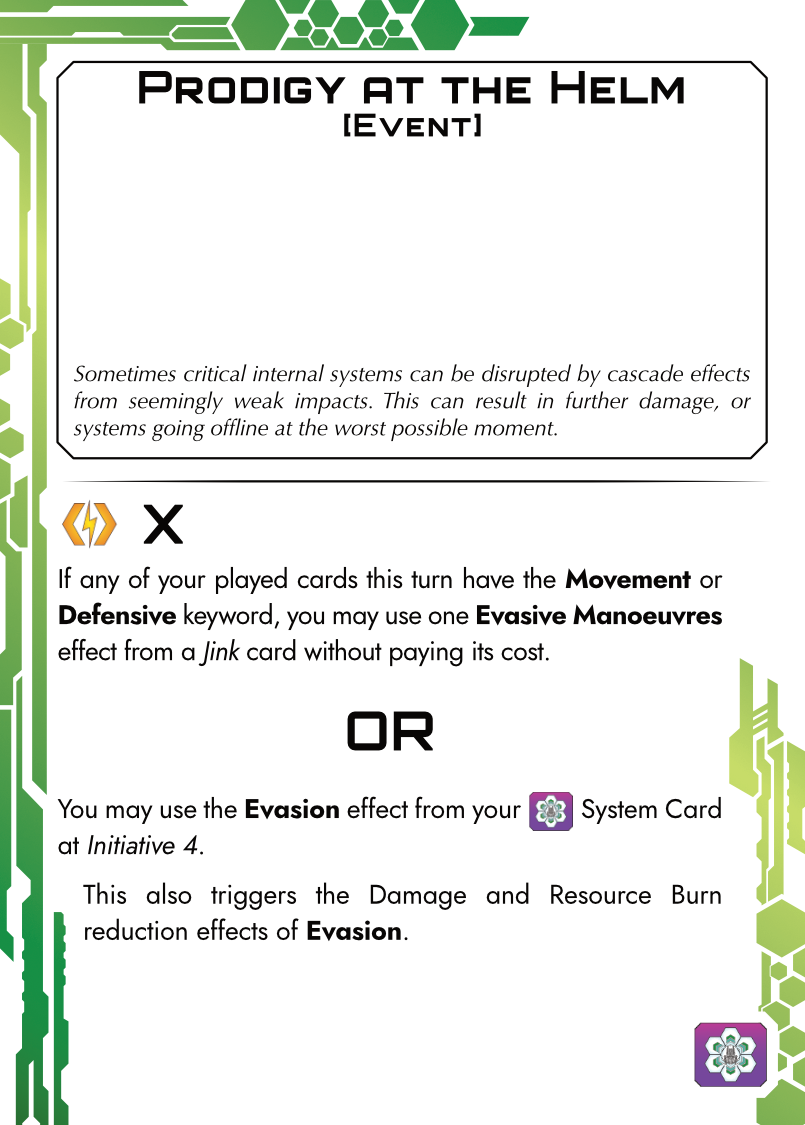 Prodigy at the Helm
[Event]
Sometimes critical internal systems can be disrupted by cascade effects
from seemingly weak impacts. This can result in further damage, or
systems going offline at the worst possible moment.
X
If any of your played cards this turn have the Movement or
Defensive keyword, you may use one Evasive Manoeuvres
effect from a Jink card without paying its cost.
OR
You may use the Evasion effect from your System Card
at Initiative 4.
This also triggers the Damage and Resource Burn
reduction effects of Evasion.